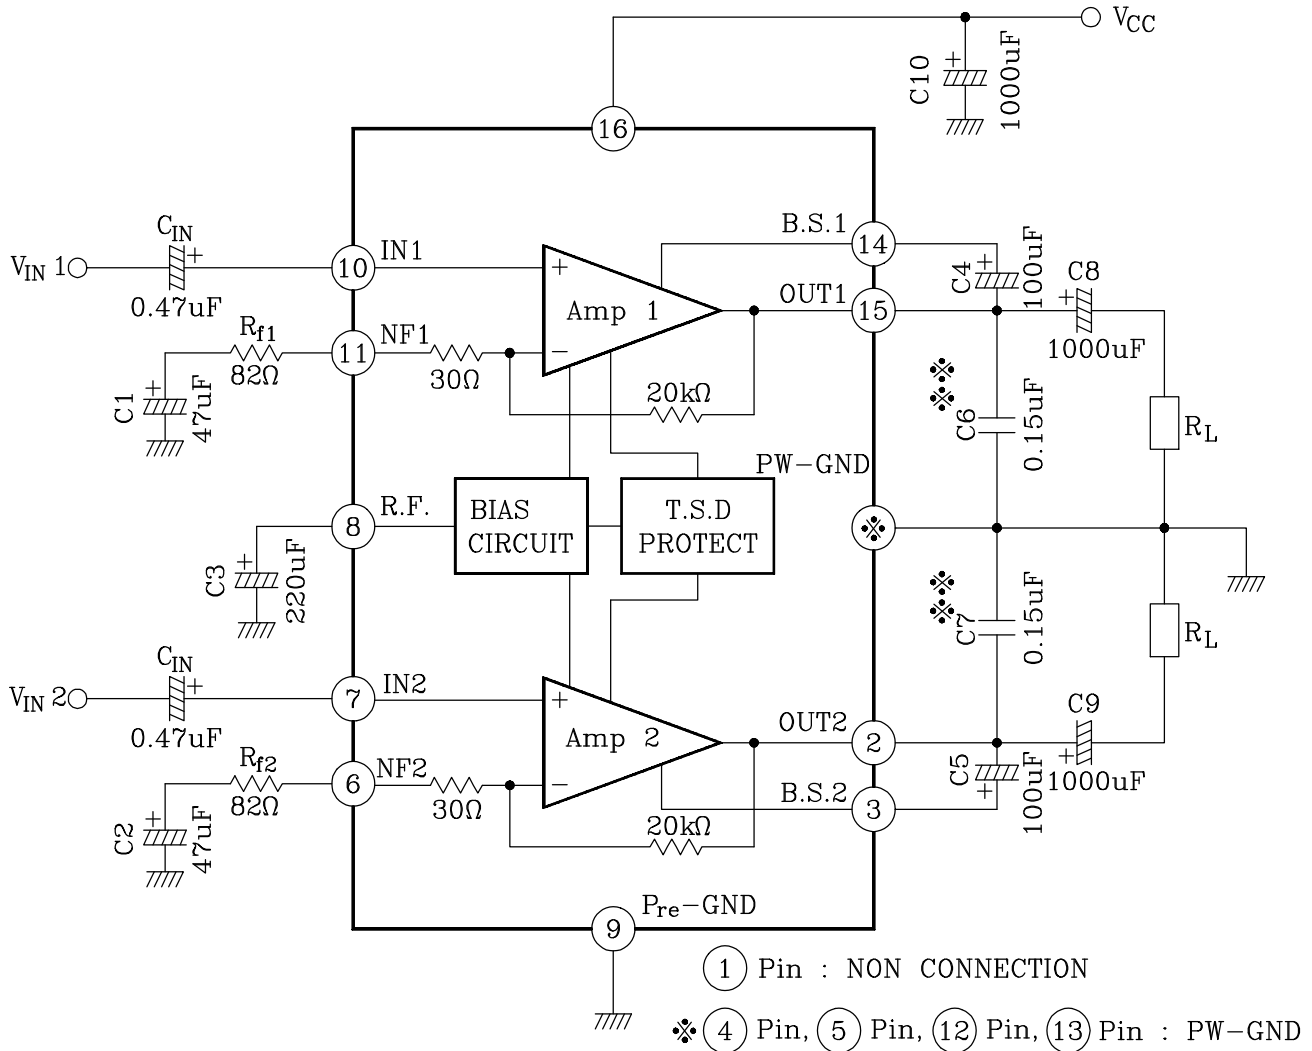 VCC
C10
+
1000uF
16
CIN
+
VIN 1
0.47uF
10
IN1
+
Amp 1
−
B.S.1
14
OUT1
15
C4
+
100uF
C8
+
1000uF
Rf1
82Ω
11
NF1
30Ω
20kΩ
C1
+
47uF
※
※
C6
0.15uF
RL
PW−GND
※
8
R.F.
BIAS
CIRCUIT
T.S.D
PROTECT
C3
+
220uF
※
※
C7
0.15uF
RL
CIN
+
VIN 2
0.47uF
7
IN2
+
Amp 2
−
OUT2
2
B.S.2
3
C5
+
100uF
C9
+
1000uF
Rf2
82Ω
6
NF2
30Ω
20kΩ
C2
+
47uF
9
Pre−GND
1 Pin : NON CONNECTION
※ 4 Pin, 5 Pin, 12 Pin, 13 Pin : PW−GND